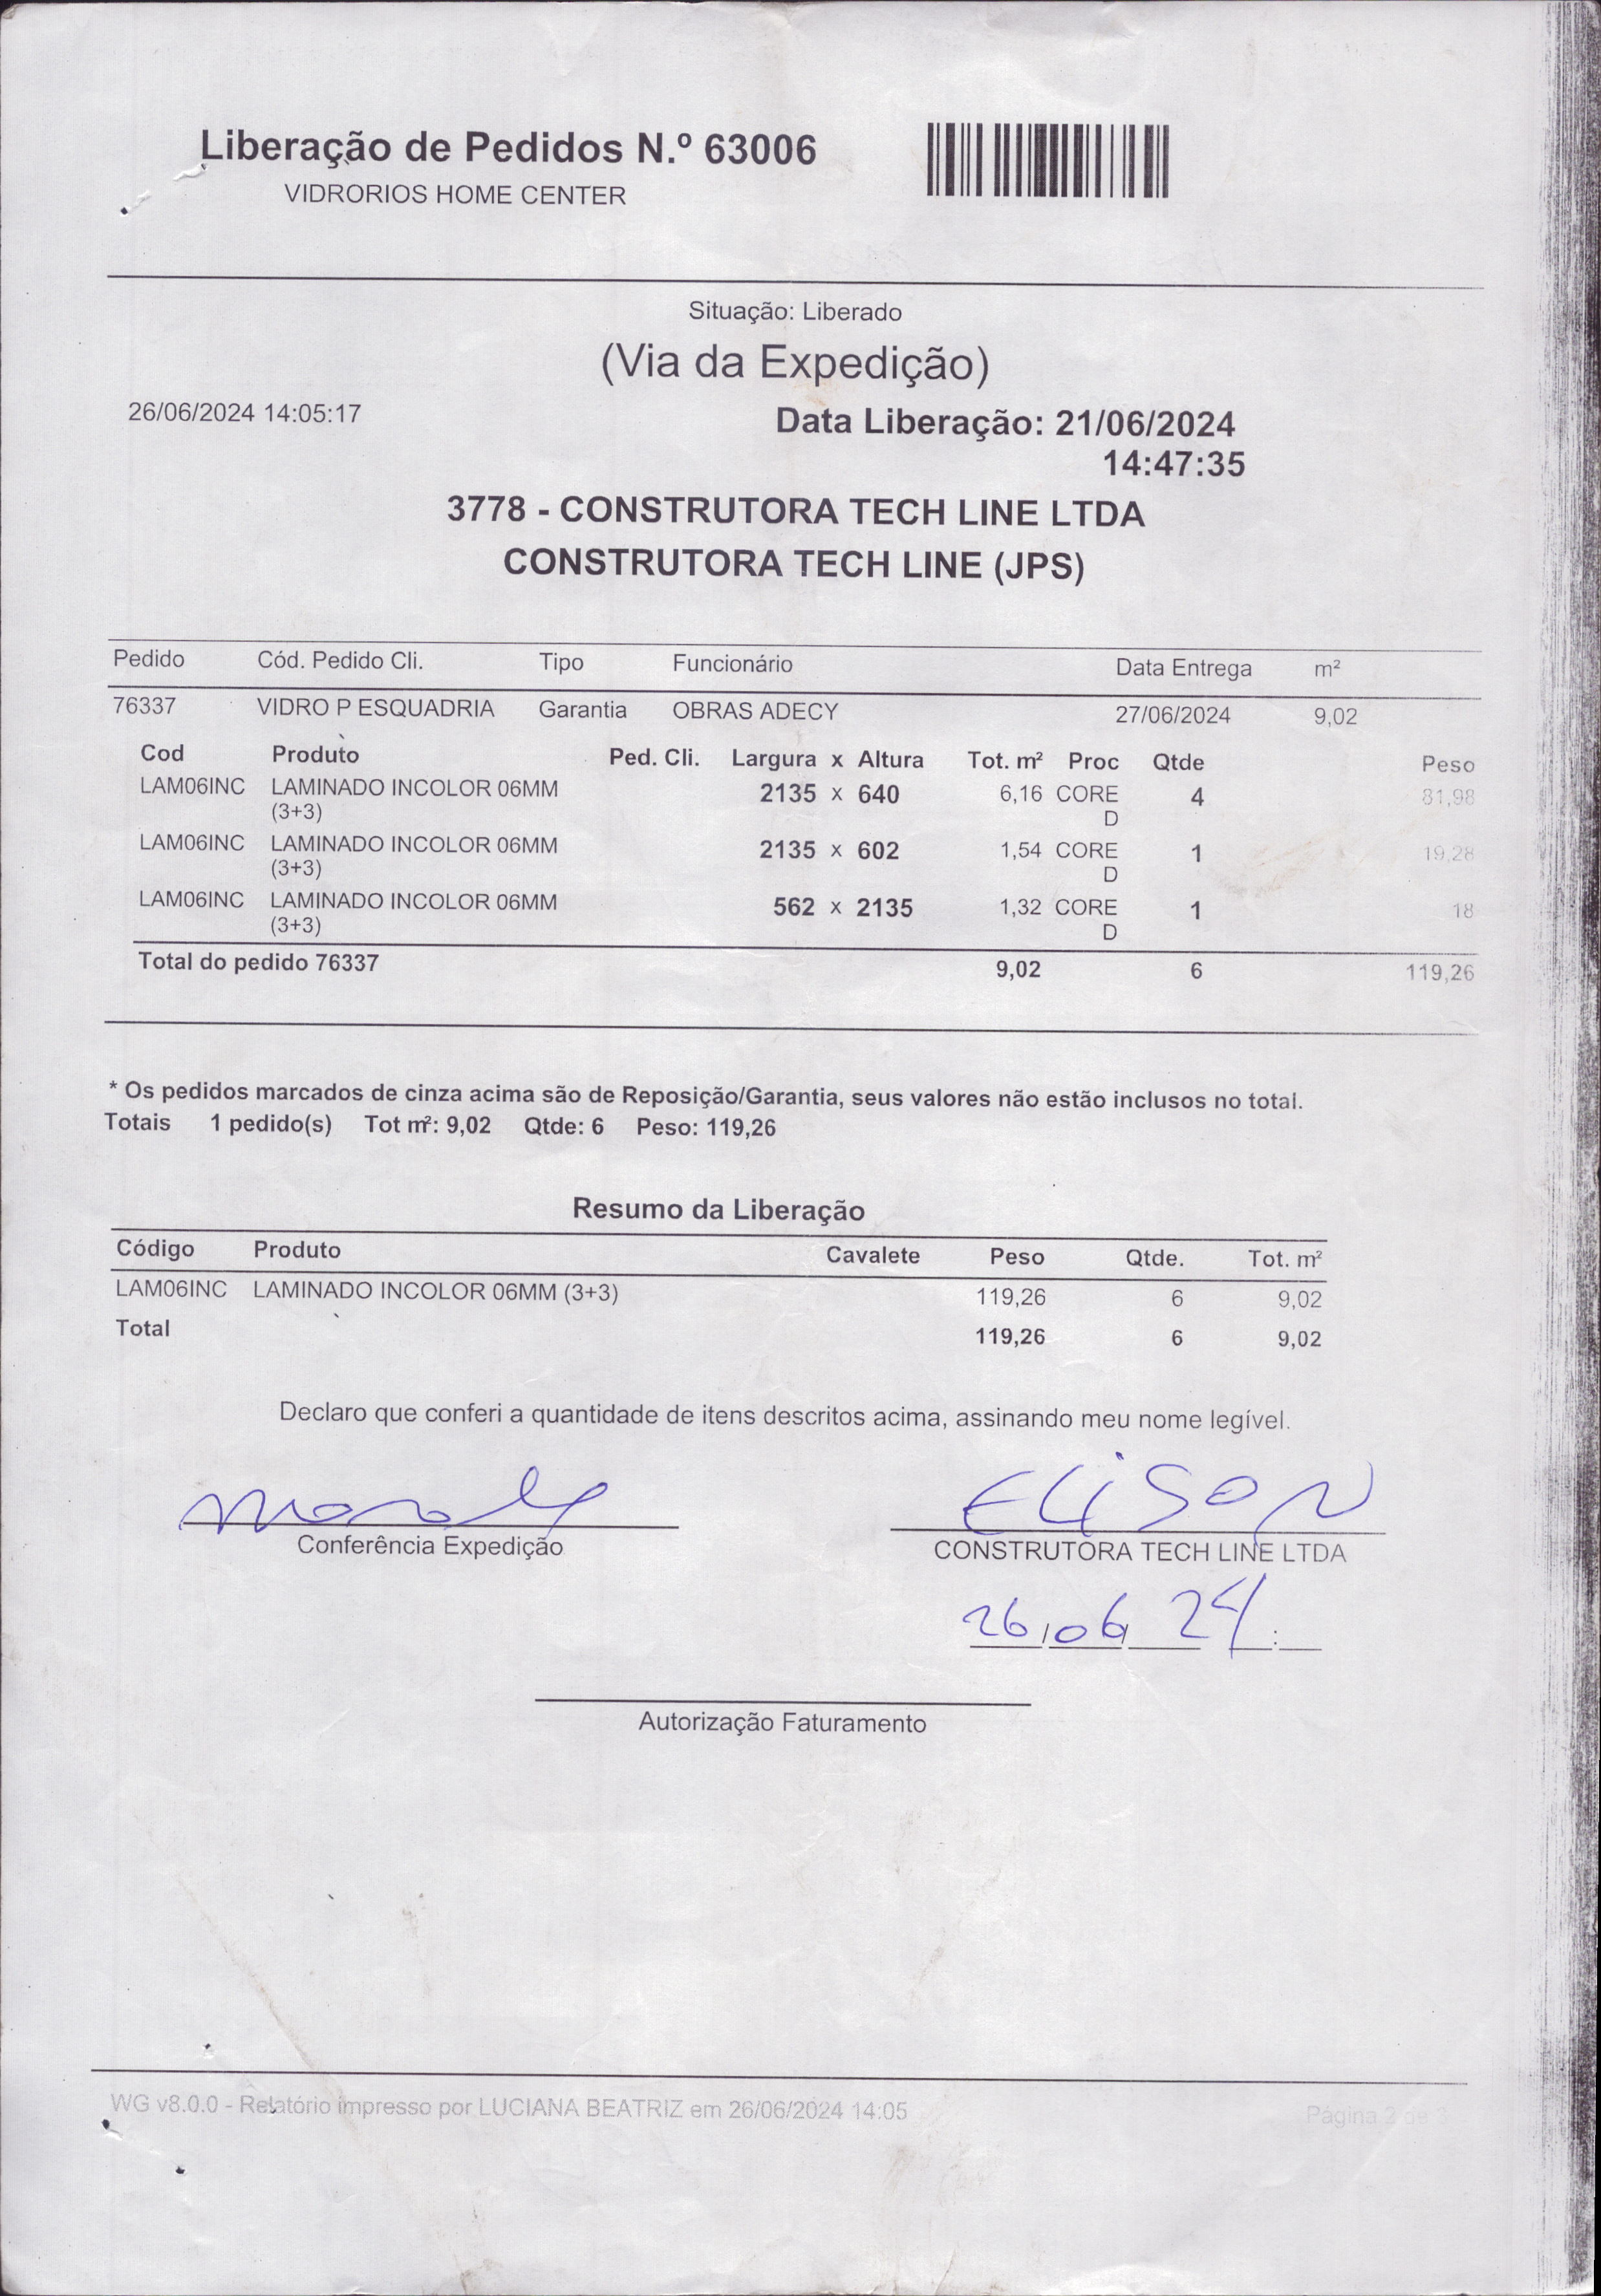 Liberação de Pedidos N.º 63006
VIDRORIOS HOME CENTER
Situação: Liberado
(Via da Expedição)
26/06/2024 14:05:17
Data Liberação: 21/06/2024
14:47:35
3778 - CONSTRUTORA TECH LINE LTDA
CONSTRUTORA TECH LINE (JPS)
Pedido Cód. Pedido Cli. Tipo Funcionário Data Entrega m²
76337 VIDRO P ESQUADRIA Garantia OBRAS ADECY 27/06/2024 9,02
Cod Produto Ped. Cli. Largura x Altura Tot. m² Proc Qtde Peso
LAM06INC LAMINADO INCOLOR 06MM 2135 x 640 6,16 CORE 4 81,98
(3+3) D
LAM06INC LAMINADO INCOLOR 06MM 2135 x 602 1,54 CORE 1 19,28
(3+3) D
LAM06INC LAMINADO INCOLOR 06MM 562 x 2135 1,32 CORE 1 18
(3+3) D
Total do pedido 76337 9,02 6 119,26
* Os pedidos marcados de cinza acima são de Reposição/Garantia, seus valores não estão inclusos no total.
Totais 1 pedido(s) Tot m²: 9,02 Qtde: 6 Peso: 119,26
Resumo da Liberação
Código Produto Cavalete Peso Qtde. Tot. m²
LAM06INC LAMINADO INCOLOR 06MM (3+3) 119,26 6 9,02
Total 119,26 6 9,02
Declaro que conferi a quantidade de itens descritos acima, assinando meu nome legível.
ELiSON
Conferência Expedição CONSTRUTORA TECH LINE LTDA
26/06/24
Autorização Faturamento
WG v8.0.0 - Relatório impresso por LUCIANA BEATRIZ em 26/06/2024 14:05
Página 2 de